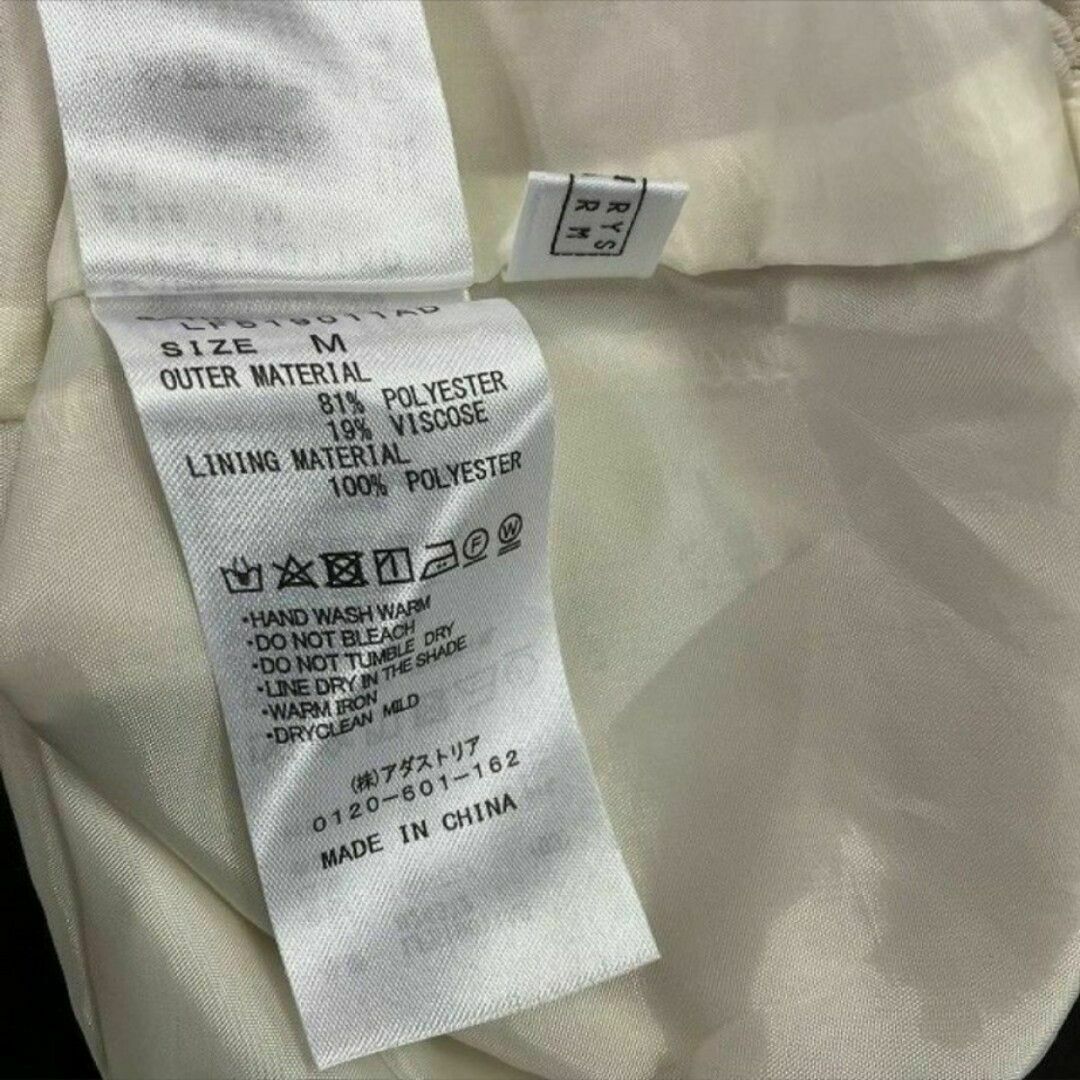 SIZE M
OUTER MATERIAL
81% POLYESTER
19% VISCOSE
LINING MATERIAL
100% POLYESTER
F W
・HAND WASH WARM
・DO NOT BLEACH
・DO NOT TUMBLE DRY
・LINE DRY IN THE SHADE
・WARM IRON
・DRYCLEAN MILD
(株)アダストリア
0120-601-162
MADE IN CHINA
RYS
RM